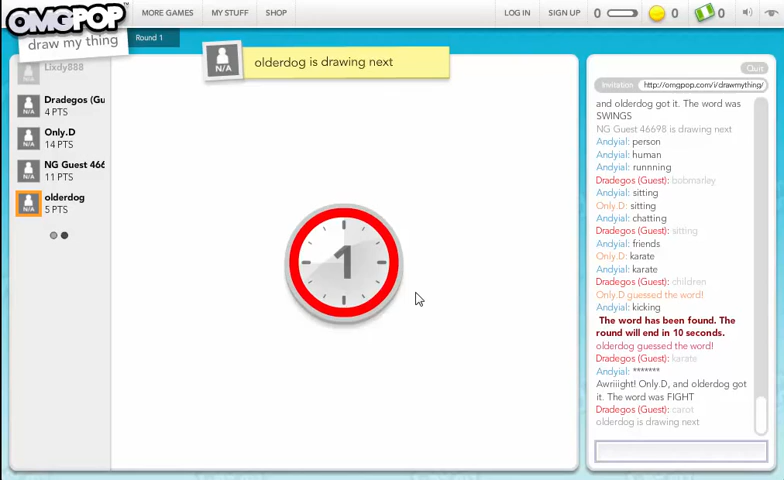 OMGPOP
MORE GAMES
MY STUFF
SHOP
LOG IN
SIGN UP
0
0
0
draw my thing
Round 1
N/A
olderdog is drawing next
Lixdy888
N/A
Dradegos (Gu
4 PTS
N/A
Only.D
14 PTS
N/A
NG Guest 466
11 PTS
N/A
olderdog
5 PTS
1
Quit
Invitation
http://omgpop.com/i/drawmything/
and olderdog got it. The word was
SWINGS
NG Guest 46698 is drawing next
Andyial: person
Andyial: human
Andyial: runnning
Dradegos (Guest): bobmarley
Andyial: sitting
Only.D: sitting
Andyial: chatting
Dradegos (Guest): sitting
Andyial: friends
Only.D: karate
Andyial: karate
Dradegos (Guest): children
Only.D guessed the word!
Andyial: kicking
The word has been found. The
round will end in 10 seconds.
olderdog guessed the word!
Dradegos (Guest): karate
Andyial: *******
Awriiight! Only.D, and olderdog got
it. The word was FIGHT
Dradegos (Guest): carot
olderdog is drawing next